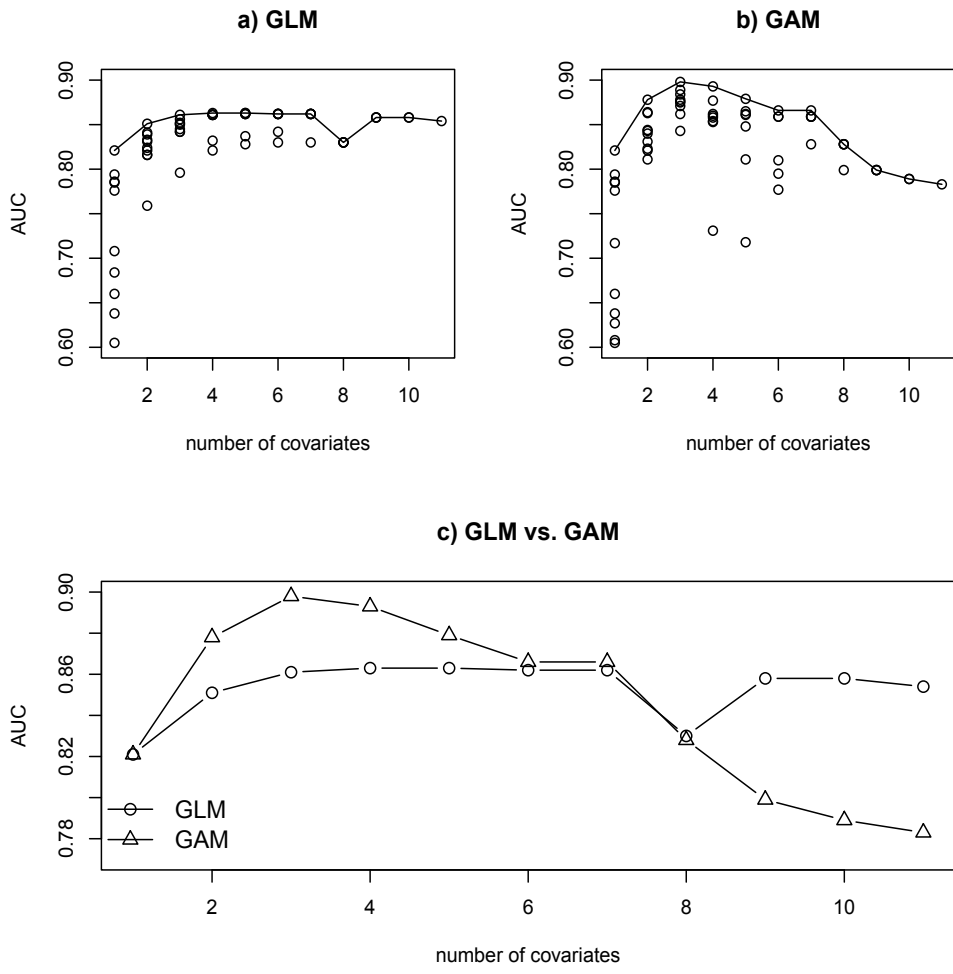 a) GLM
AUC
0.90
0.80
0.70
0.60
2 4 6 8 10
number of covariates
b) GAM
AUC
0.90
0.80
0.70
0.60
2 4 6 8 10
number of covariates
c) GLM vs. GAM
AUC
0.90
0.86
0.82
0.78
GLM
GAM
2 4 6 8 10
number of covariates